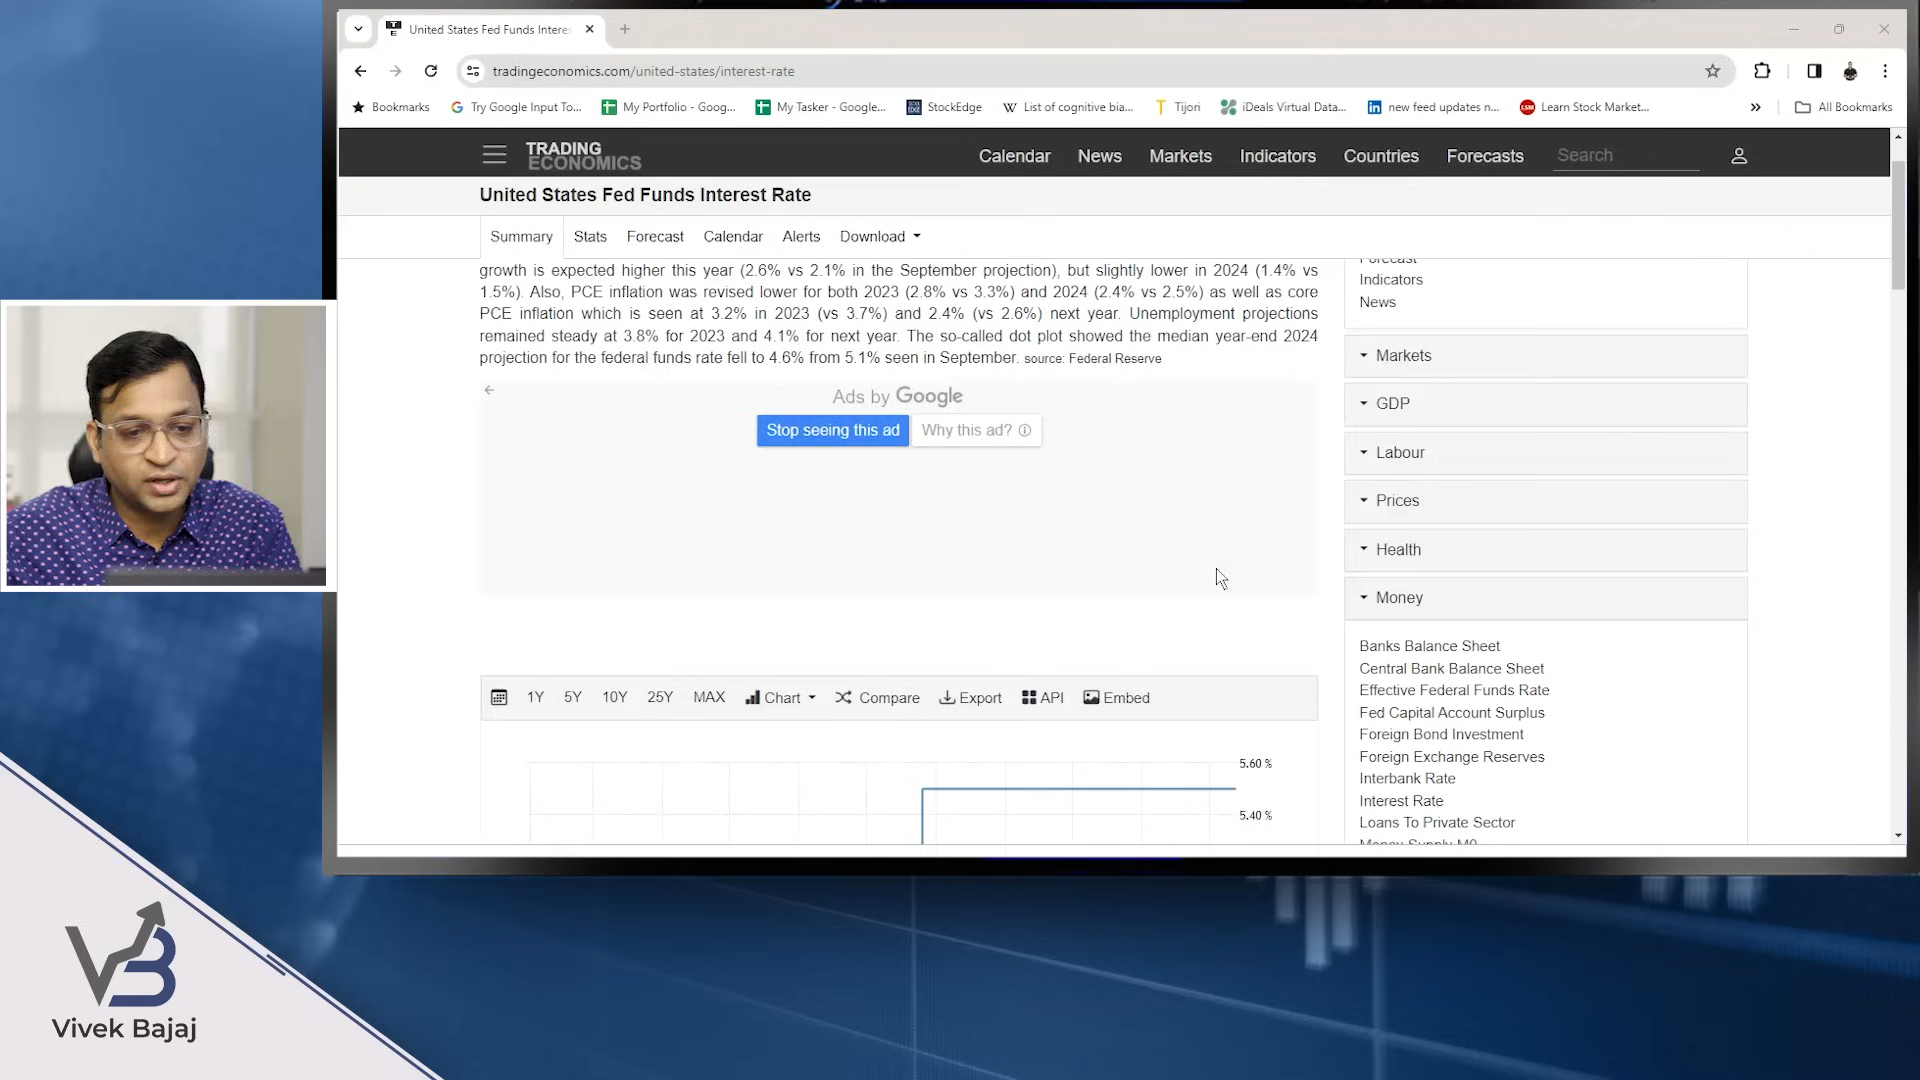 United States Fed Funds Interes
tradingeconomics.com/united-states/interest-rate
Bookmarks
Try Google Input To...
My Portfolio - Goog...
My Tasker - Google...
StockEdge
List of cognitive bia...
Tijori
iDeals Virtual Data...
new feed updates n...
Learn Stock Market...
All Bookmarks
TRADING
ECONOMICS
Calendar
News
Markets
Indicators
Countries
Forecasts
Search
United States Fed Funds Interest Rate
Summary
Stats
Forecast
Calendar
Alerts
Download
growth is expected higher this year (2.6% vs 2.1% in the September projection), but slightly lower in 2024 (1.4% vs
1.5%). Also, PCE inflation was revised lower for both 2023 (2.8% vs 3.3%) and 2024 (2.4% vs 2.5%) as well as core
PCE inflation which is seen at 3.2% in 2023 (vs 3.7%) and 2.4% (vs 2.6%) next year. Unemployment projections
remained steady at 3.8% for 2023 and 4.1% for next year. The so-called dot plot showed the median year-end 2024
projection for the federal funds rate fell to 4.6% from 5.1% seen in September. source: Federal Reserve
Ads by Google
Stop seeing this ad
Why this ad?
1Y
5Y
10Y
25Y
MAX
Chart
Compare
Export
API
Embed
5.60 %
5.40 %
Forecast
Indicators
News
Markets
GDP
Labour
Prices
Health
Money
Banks Balance Sheet
Central Bank Balance Sheet
Effective Federal Funds Rate
Fed Capital Account Surplus
Foreign Bond Investment
Foreign Exchange Reserves
Interbank Rate
Interest Rate
Loans To Private Sector
Money Supply M0
VB
Vivek Bajaj